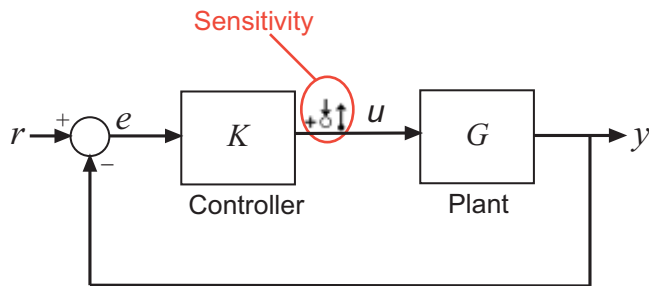 Sensitivity
r
+
−
e
K
Controller
+
u
G
Plant
y